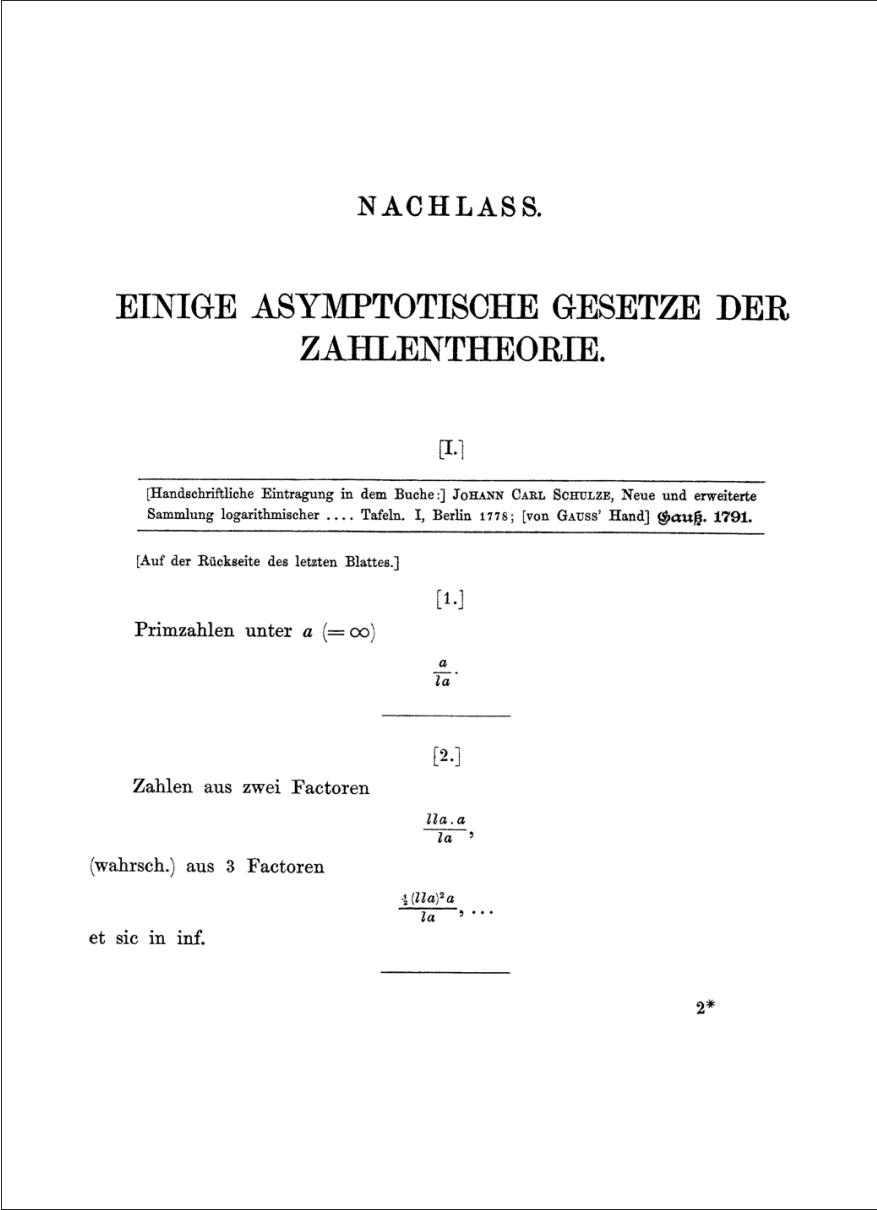 NACHLASS.
EINIGE ASYMPTOTISCHE GESETZE DER
ZAHLENTHEORIE.
[I.]
[Handschriftliche Eintragung in dem Buche:] JOHANN CARL SCHULZE, Neue und erweiterte
Sammlung logarithmischer .... Tafeln. I, Berlin 1778; [von GAUSS' Hand] Gauß. 1791.
[Auf der Rückseite des letzten Blattes.]
[1.]
Primzahlen unter a (= ∞)
a
la.
[2.]
Zahlen aus zwei Factoren
lla . a
la,
(wahrsch.) aus 3 Factoren
½(lla)²a
la, ...
et sic in inf.
2*